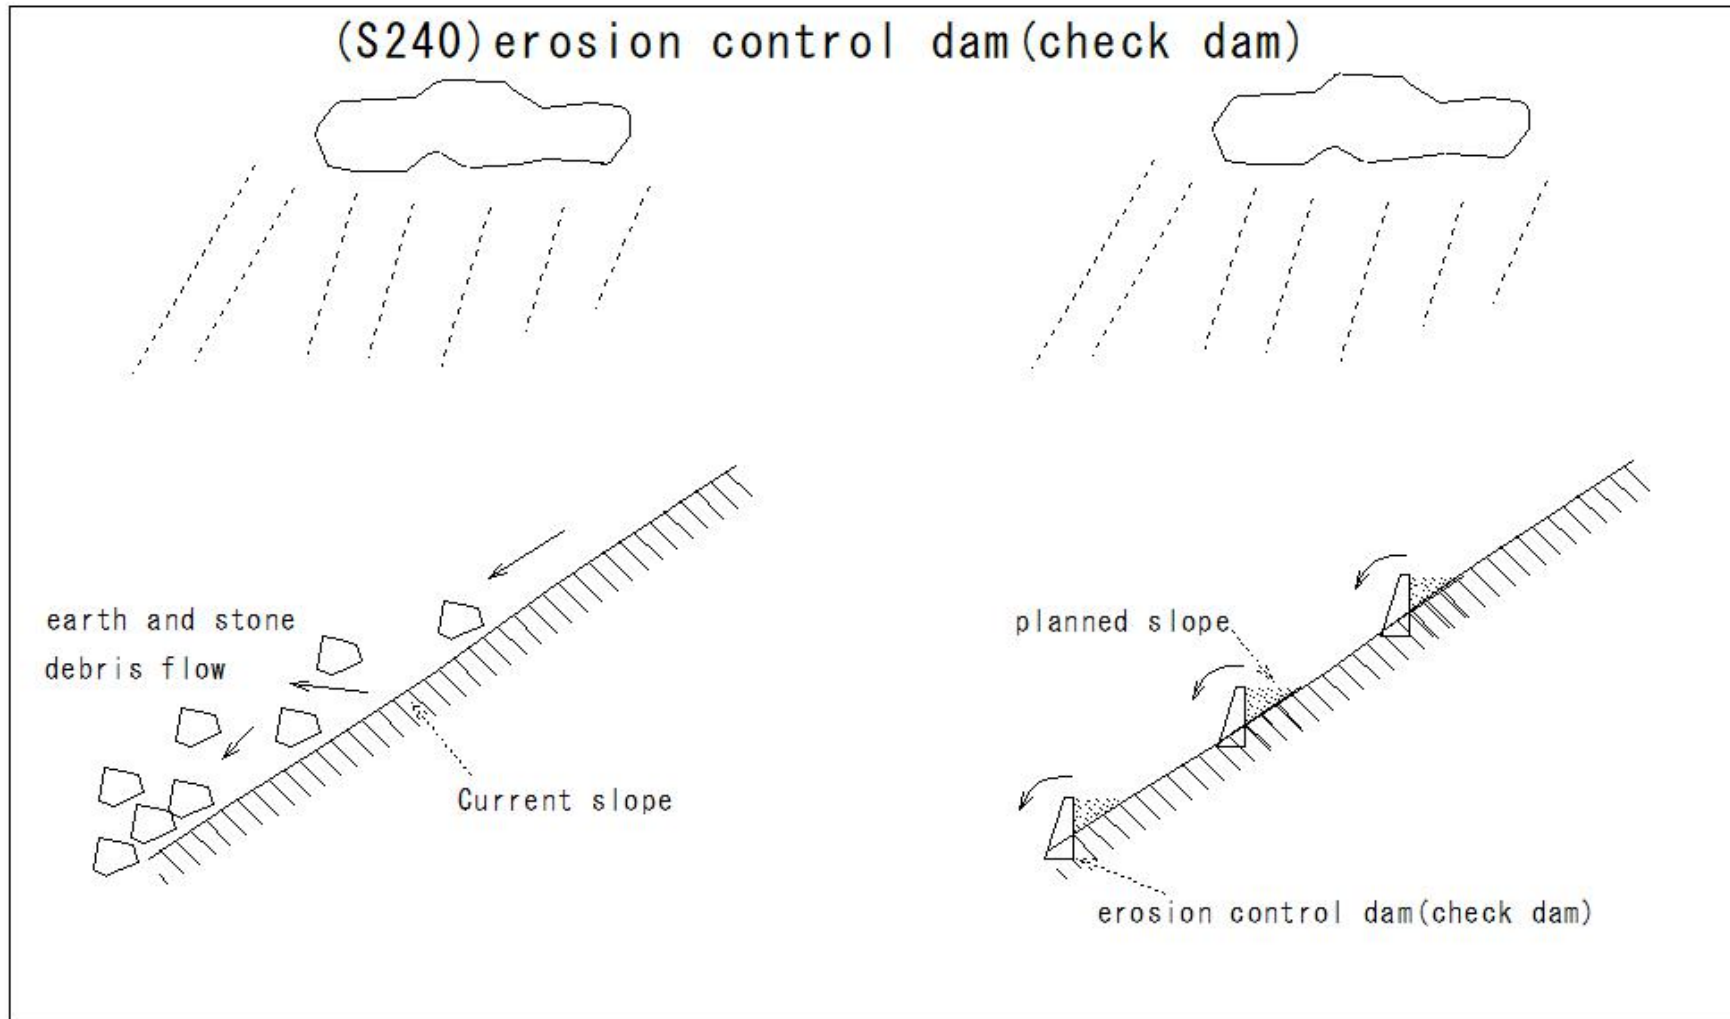 (S240)erosion control dam(check dam)
earth and stone
debris flow
Current slope
planned slope
erosion control dam(check dam)